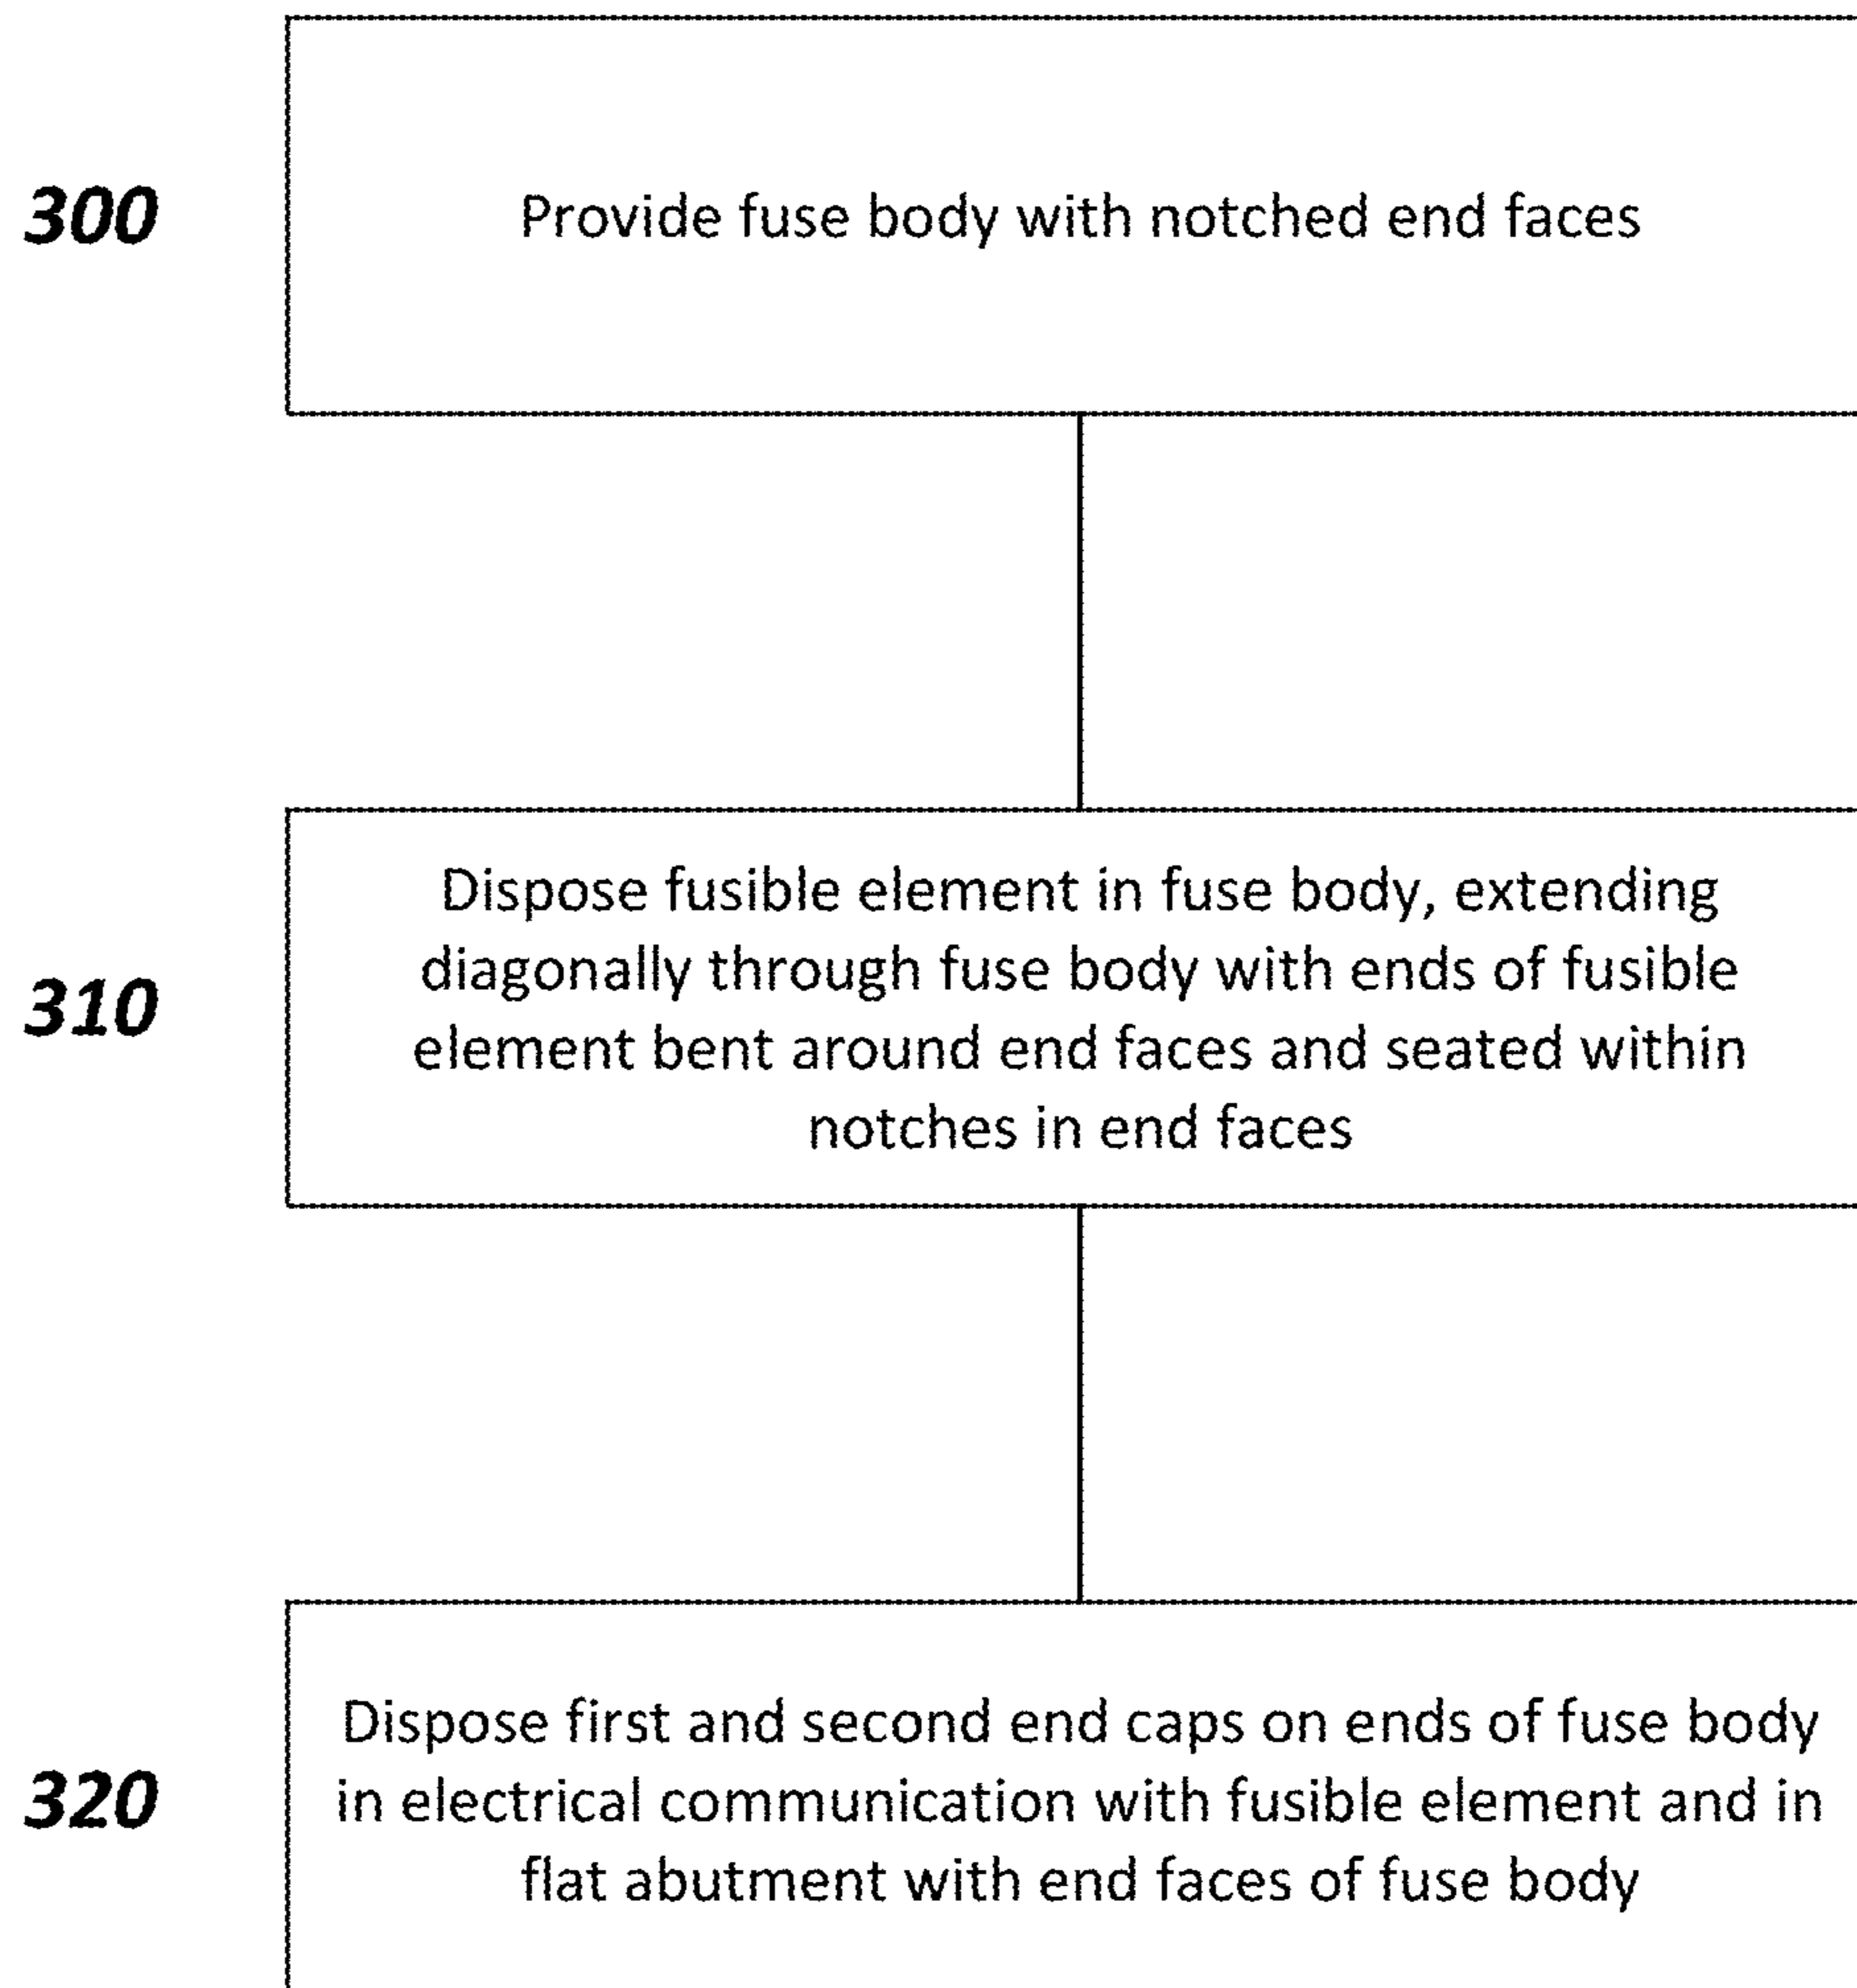 300
Provide fuse body with notched end faces
310
Dispose fusible element in fuse body, extending
diagonally through fuse body with ends of fusible
element bent around end faces and seated within
notches in end faces
320
Dispose first and second end caps on ends of fuse body
in electrical communication with fusible element and in
flat abutment with end faces of fuse body